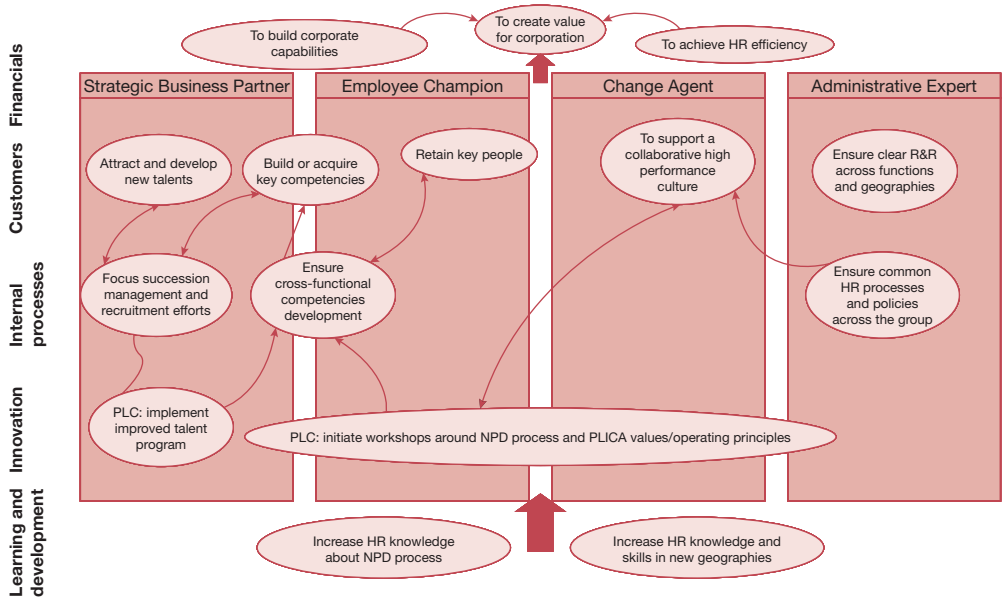 Financials
To build corporate
capabilities
To create value
for corporation
To achieve HR efficiency
Strategic Business Partner
Employee Champion
Change Agent
Administrative Expert
Customers
Attract and develop
new talents
Build or acquire
key competencies
Retain key people
To support a
collaborative high
performance
culture
Ensure clear R&R
across functions
and geographies
Internal
processes
Focus succession
management and
recruitment efforts
Ensure
cross-functional
competencies
development
Ensure common
HR processes
and policies
across the group
Innovation
PLC: implement
improved talent
program
PLC: initiate workshops around NPD process and PLICA values/operating principles
Learning and
development
Increase HR knowledge
about NPD process
Increase HR knowledge and
skills in new geographies